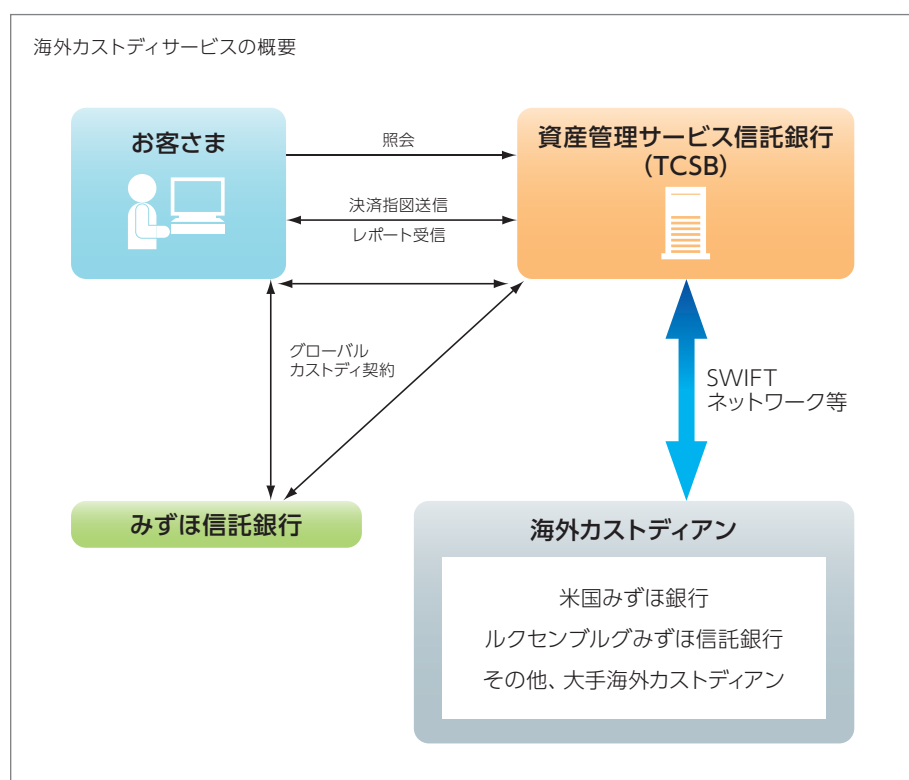 海外カストディサービスの概要
お客さま
照会
資産管理サービス信託銀行
(TCSB)
決済指図送信
レポート受信
グローバル
カストディ契約
SWIFT
ネットワーク等
みずほ信託銀行
海外カストディアン
米国みずほ銀行
ルクセンブルグみずほ信託銀行
その他、大手海外カストディアン